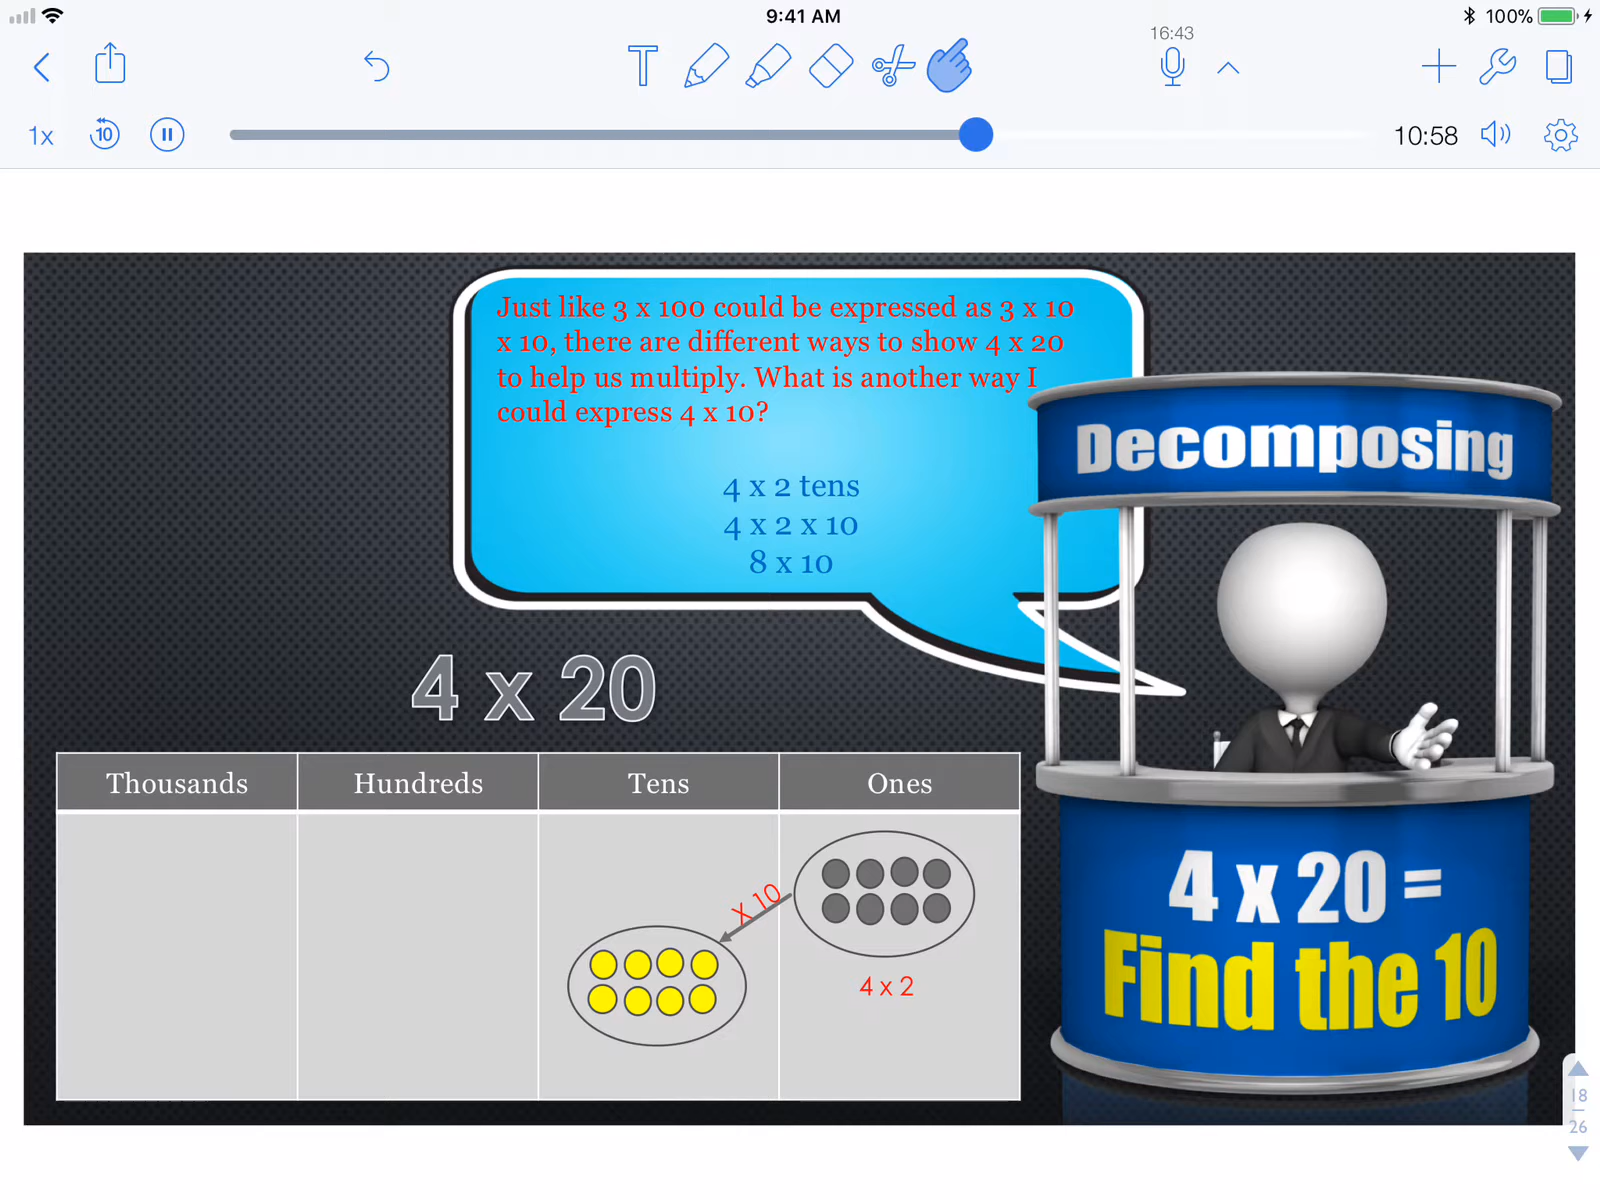 9:41 AM
100%
16:43
T
1x
10
10:58
Just like 3 x 100 could be expressed as 3 x 10
x 10, there are different ways to show 4 x 20
to help us multiply. What is another way I
could express 4 x 10?
4 x 2 tens
4 x 2 x 10
8 x 10
Decomposing
4 x 20
Thousands Hundreds Tens Ones
X 10
4 x 2
4 x 20 =
Find the 10
18
26